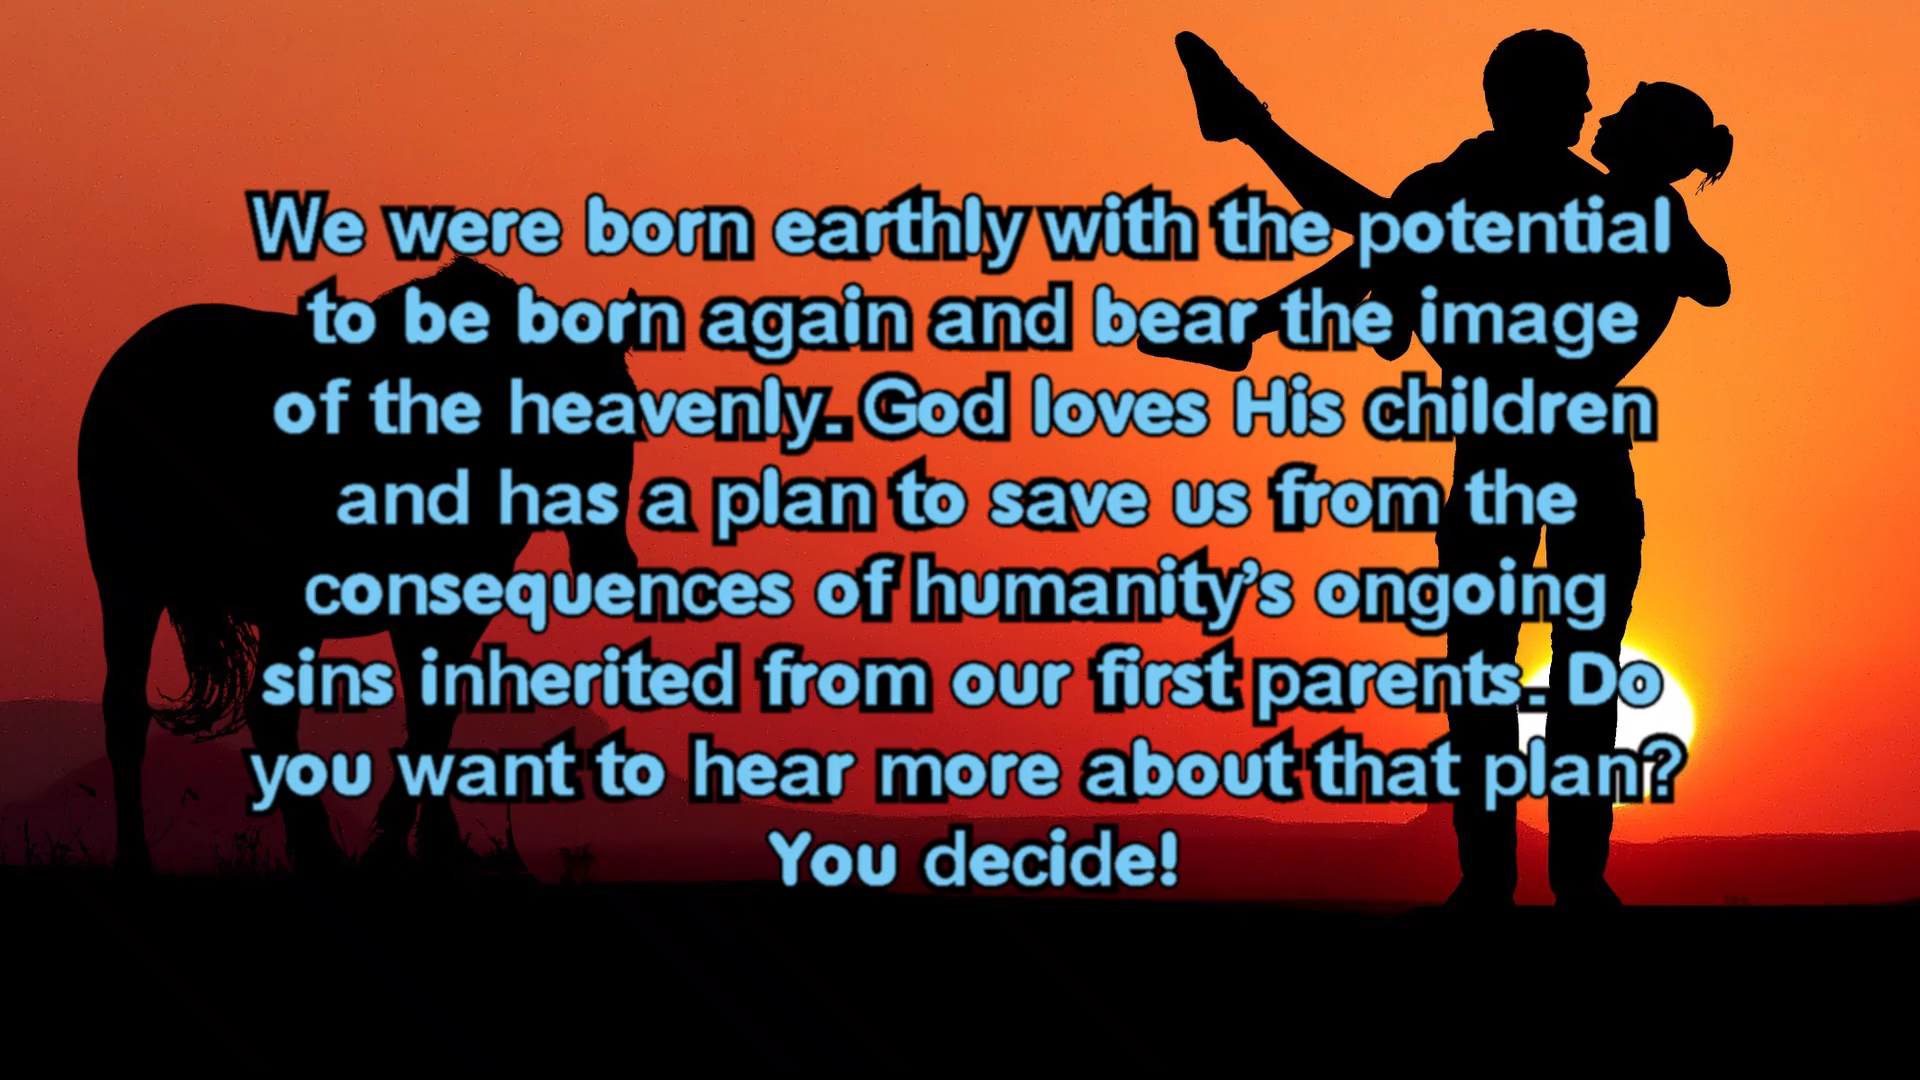 We were born earthly with the potential
to be born again and bear the image
of the heavenly. God loves His children
and has a plan to save us from the
consequences of humanity’s ongoing
sins inherited from our first parents. Do
you want to hear more about that plan?
You decide!